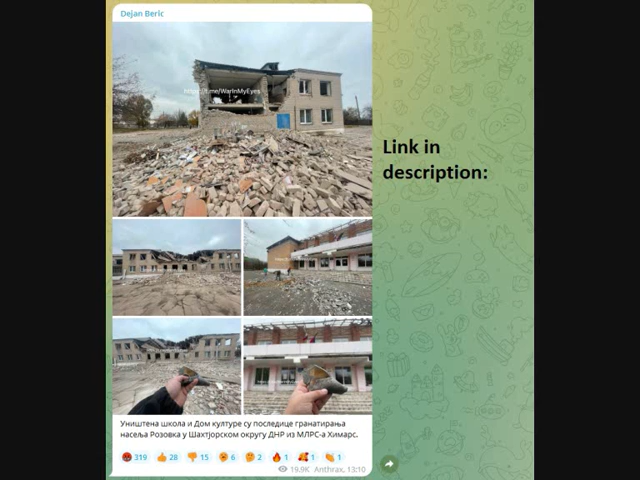 Dejan Beric
https://t.me/WarInMyEyes
Link in
description:
Уништена школа и Дом културе су последице гранатирања
насеља Розовка у Шахтјорском округу ДНР из МЛРС-а Химарс.
319 28 15 6 2 1 1 1
19.9K Anthrax, 13:10